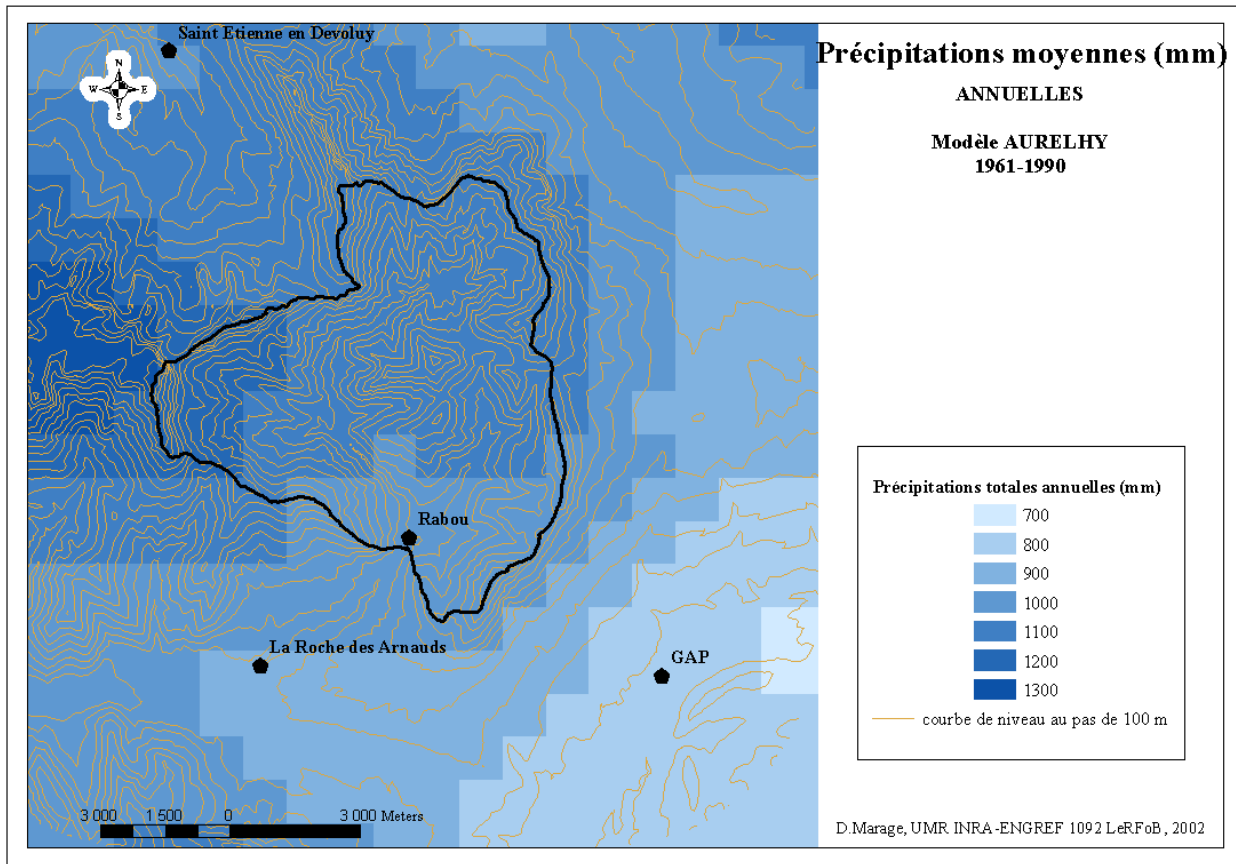 Saint Etienne en Devoluy
N
W E
S
Rabou
La Roche des Arnauds
GAP
3 000 1 500 0 3 000 Meters
Précipitations moyennes (mm)
ANNUELLES
Modèle AURELHY
1961-1990
Précipitations totales annuelles (mm)
700
800
900
1000
1100
1200
1300
courbe de niveau au pas de 100 m
D.Marage, UMR INRA-ENGREF 1092 LeRFoB, 2002